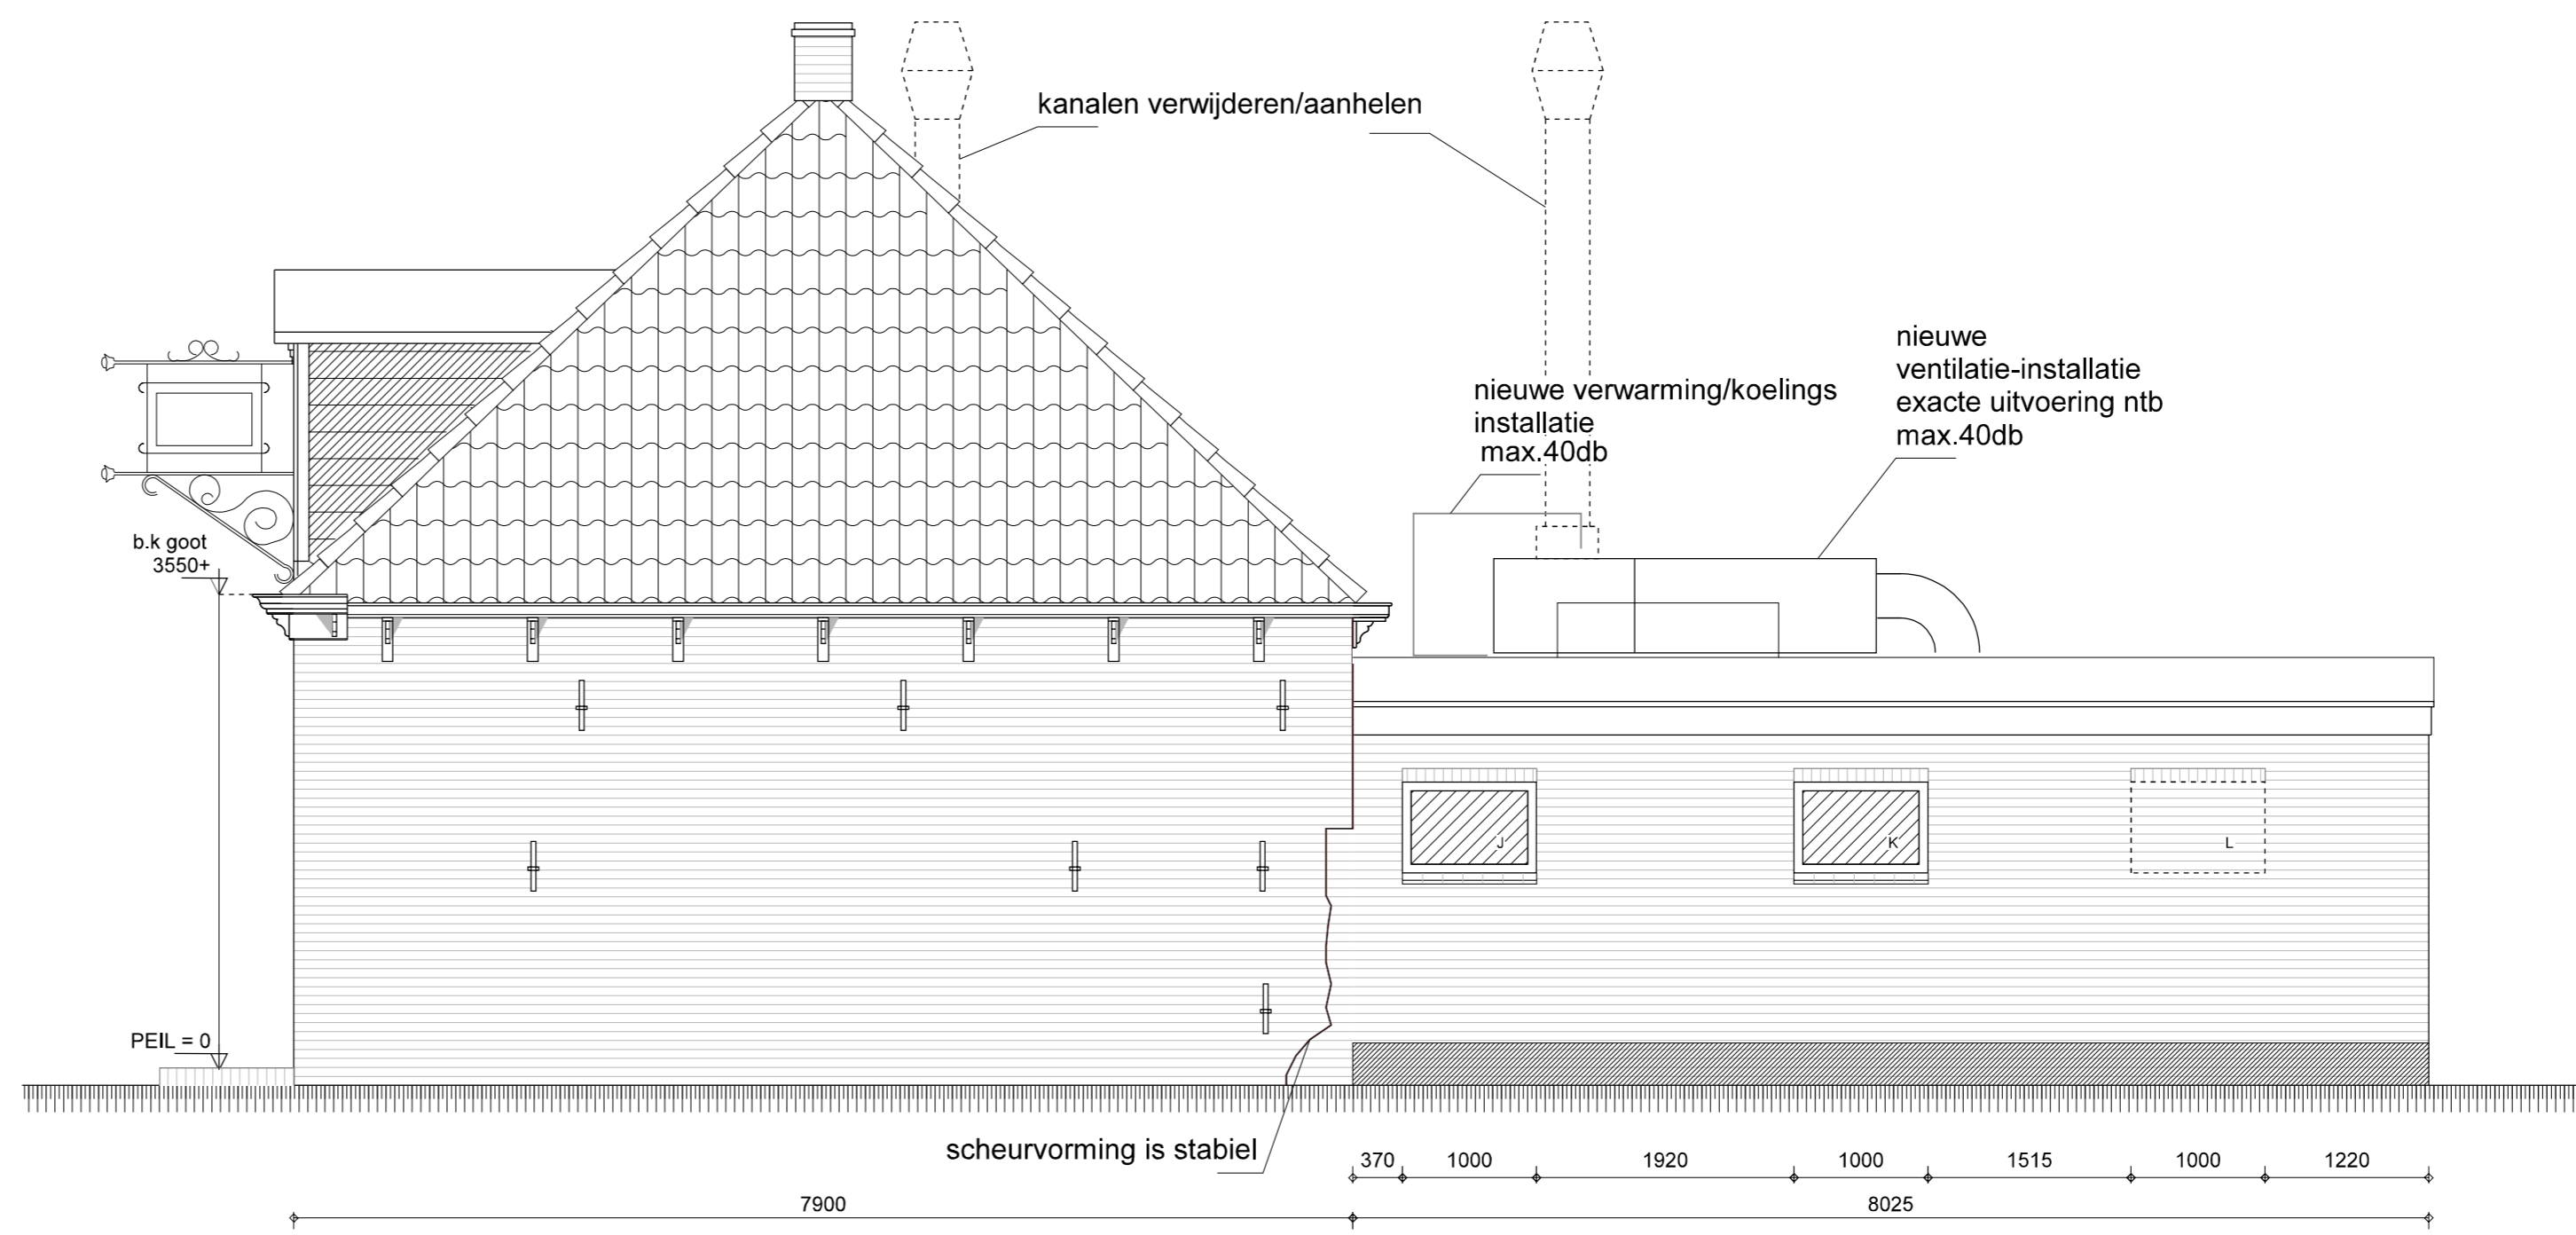 kanalen verwijderen/aanhelen
nieuwe
ventilatie-installatie
exacte uitvoering ntb
max.40db
nieuwe verwarming/koelings
installatie
max.40db
b.k goot
3550+
J
K
L
PEIL = 0
scheurvorming is stabiel
370 1000 1920 1000 1515 1000 1220
7900 8025